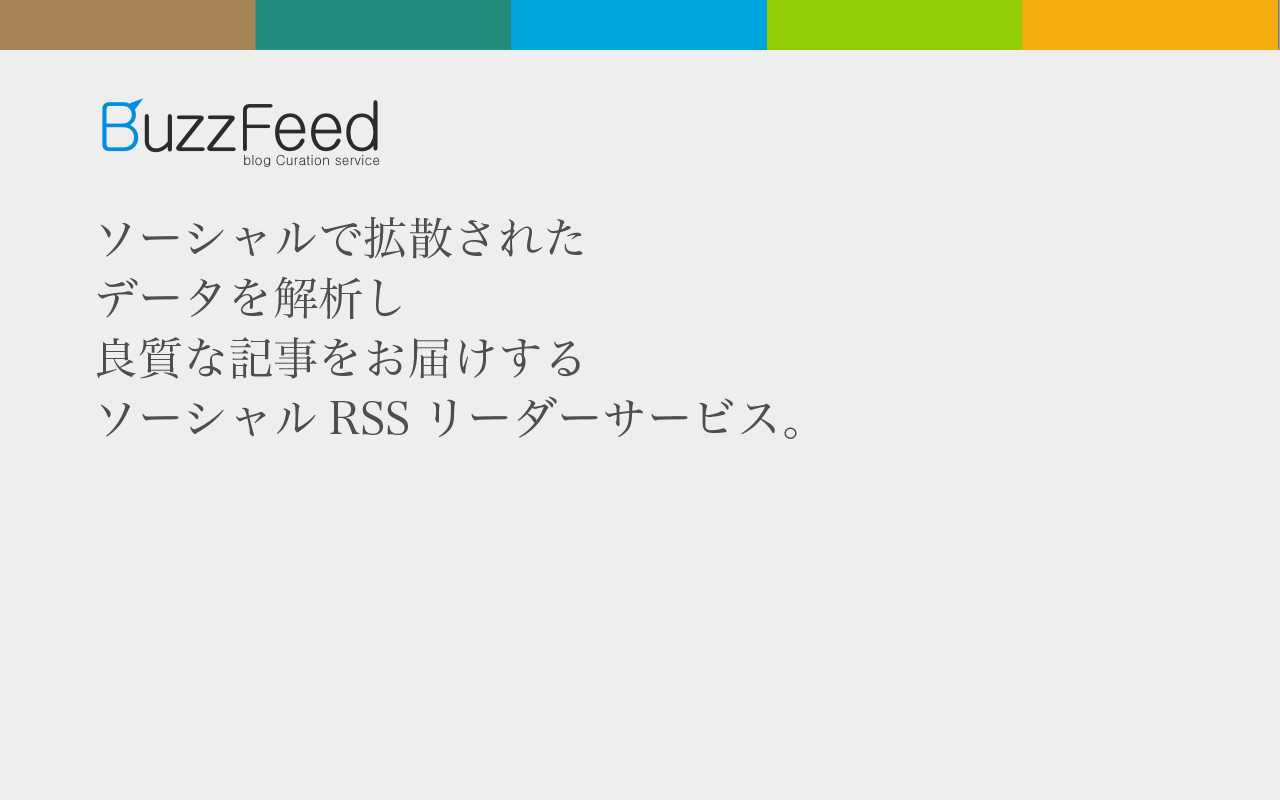 BuzzFeed
blog Curation service
ソーシャルで拡散された
データを解析し
良質な記事をお届けする
ソーシャル RSS リーダーサービス。